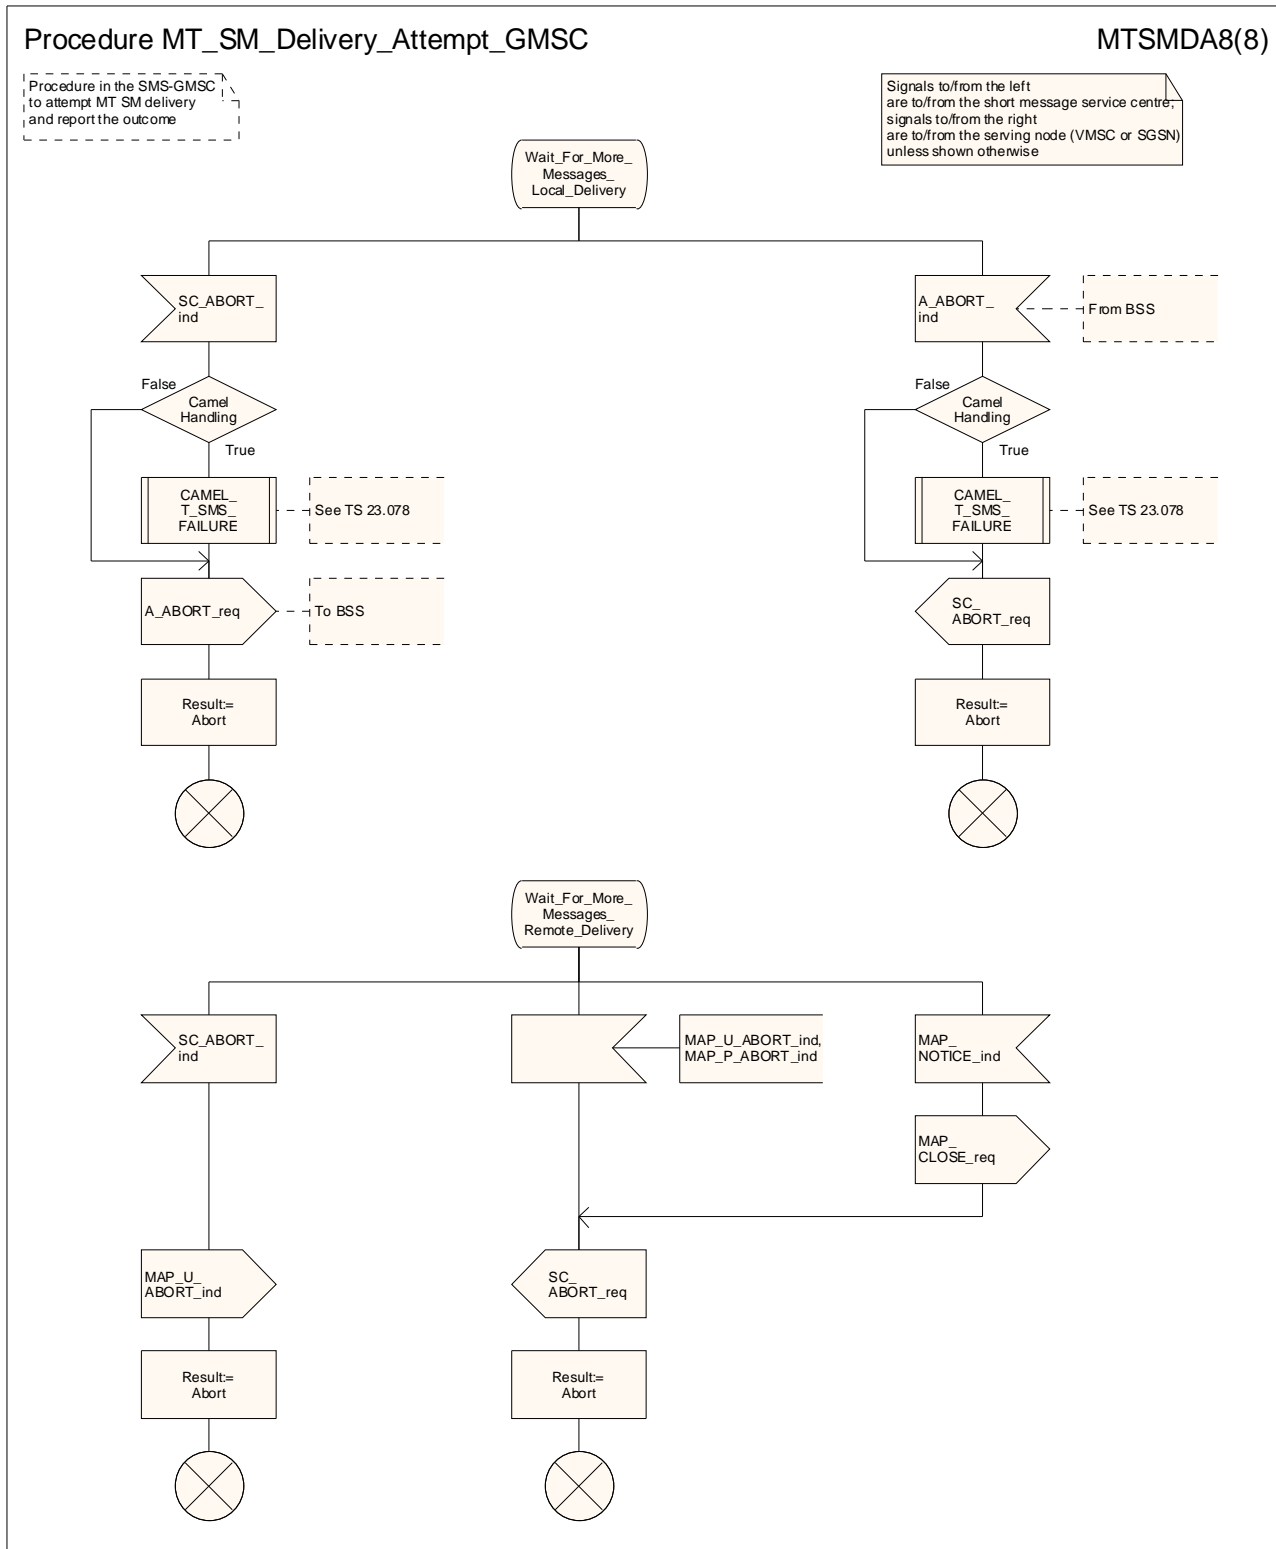 Procedure MT_SM_Delivery_Attempt_GMSC
MTSMDA8(8)
Procedure in the SMS-GMSC
to attempt MT SM delivery
and report the outcome
Signals to/from the left
are to/from the short message service centre;
signals to/from the right
are to/from the serving node (VMSC or SGSN)
unless shown otherwise
Wait_For_More_
Messages_
Local_Delivery
SC_ABORT_
ind
A_ABORT_
ind
From BSS
False
Camel
Handling
True
False
Camel
Handling
True
CAMEL_
T_SMS_
FAILURE
See TS 23.078
CAMEL_
T_SMS_
FAILURE
See TS 23.078
A_ABORT_req
To BSS
SC_
ABORT_req
Result:=
Abort
Result:=
Abort
Wait_For_More_
Messages_
Remote_Delivery
SC_ABORT_
ind
MAP_U_ABORT_ind,
MAP_P_ABORT_ind
MAP_
NOTICE_ind
MAP_
CLOSE_req
MAP_U_
ABORT_ind
SC_
ABORT_req
Result:=
Abort
Result:=
Abort